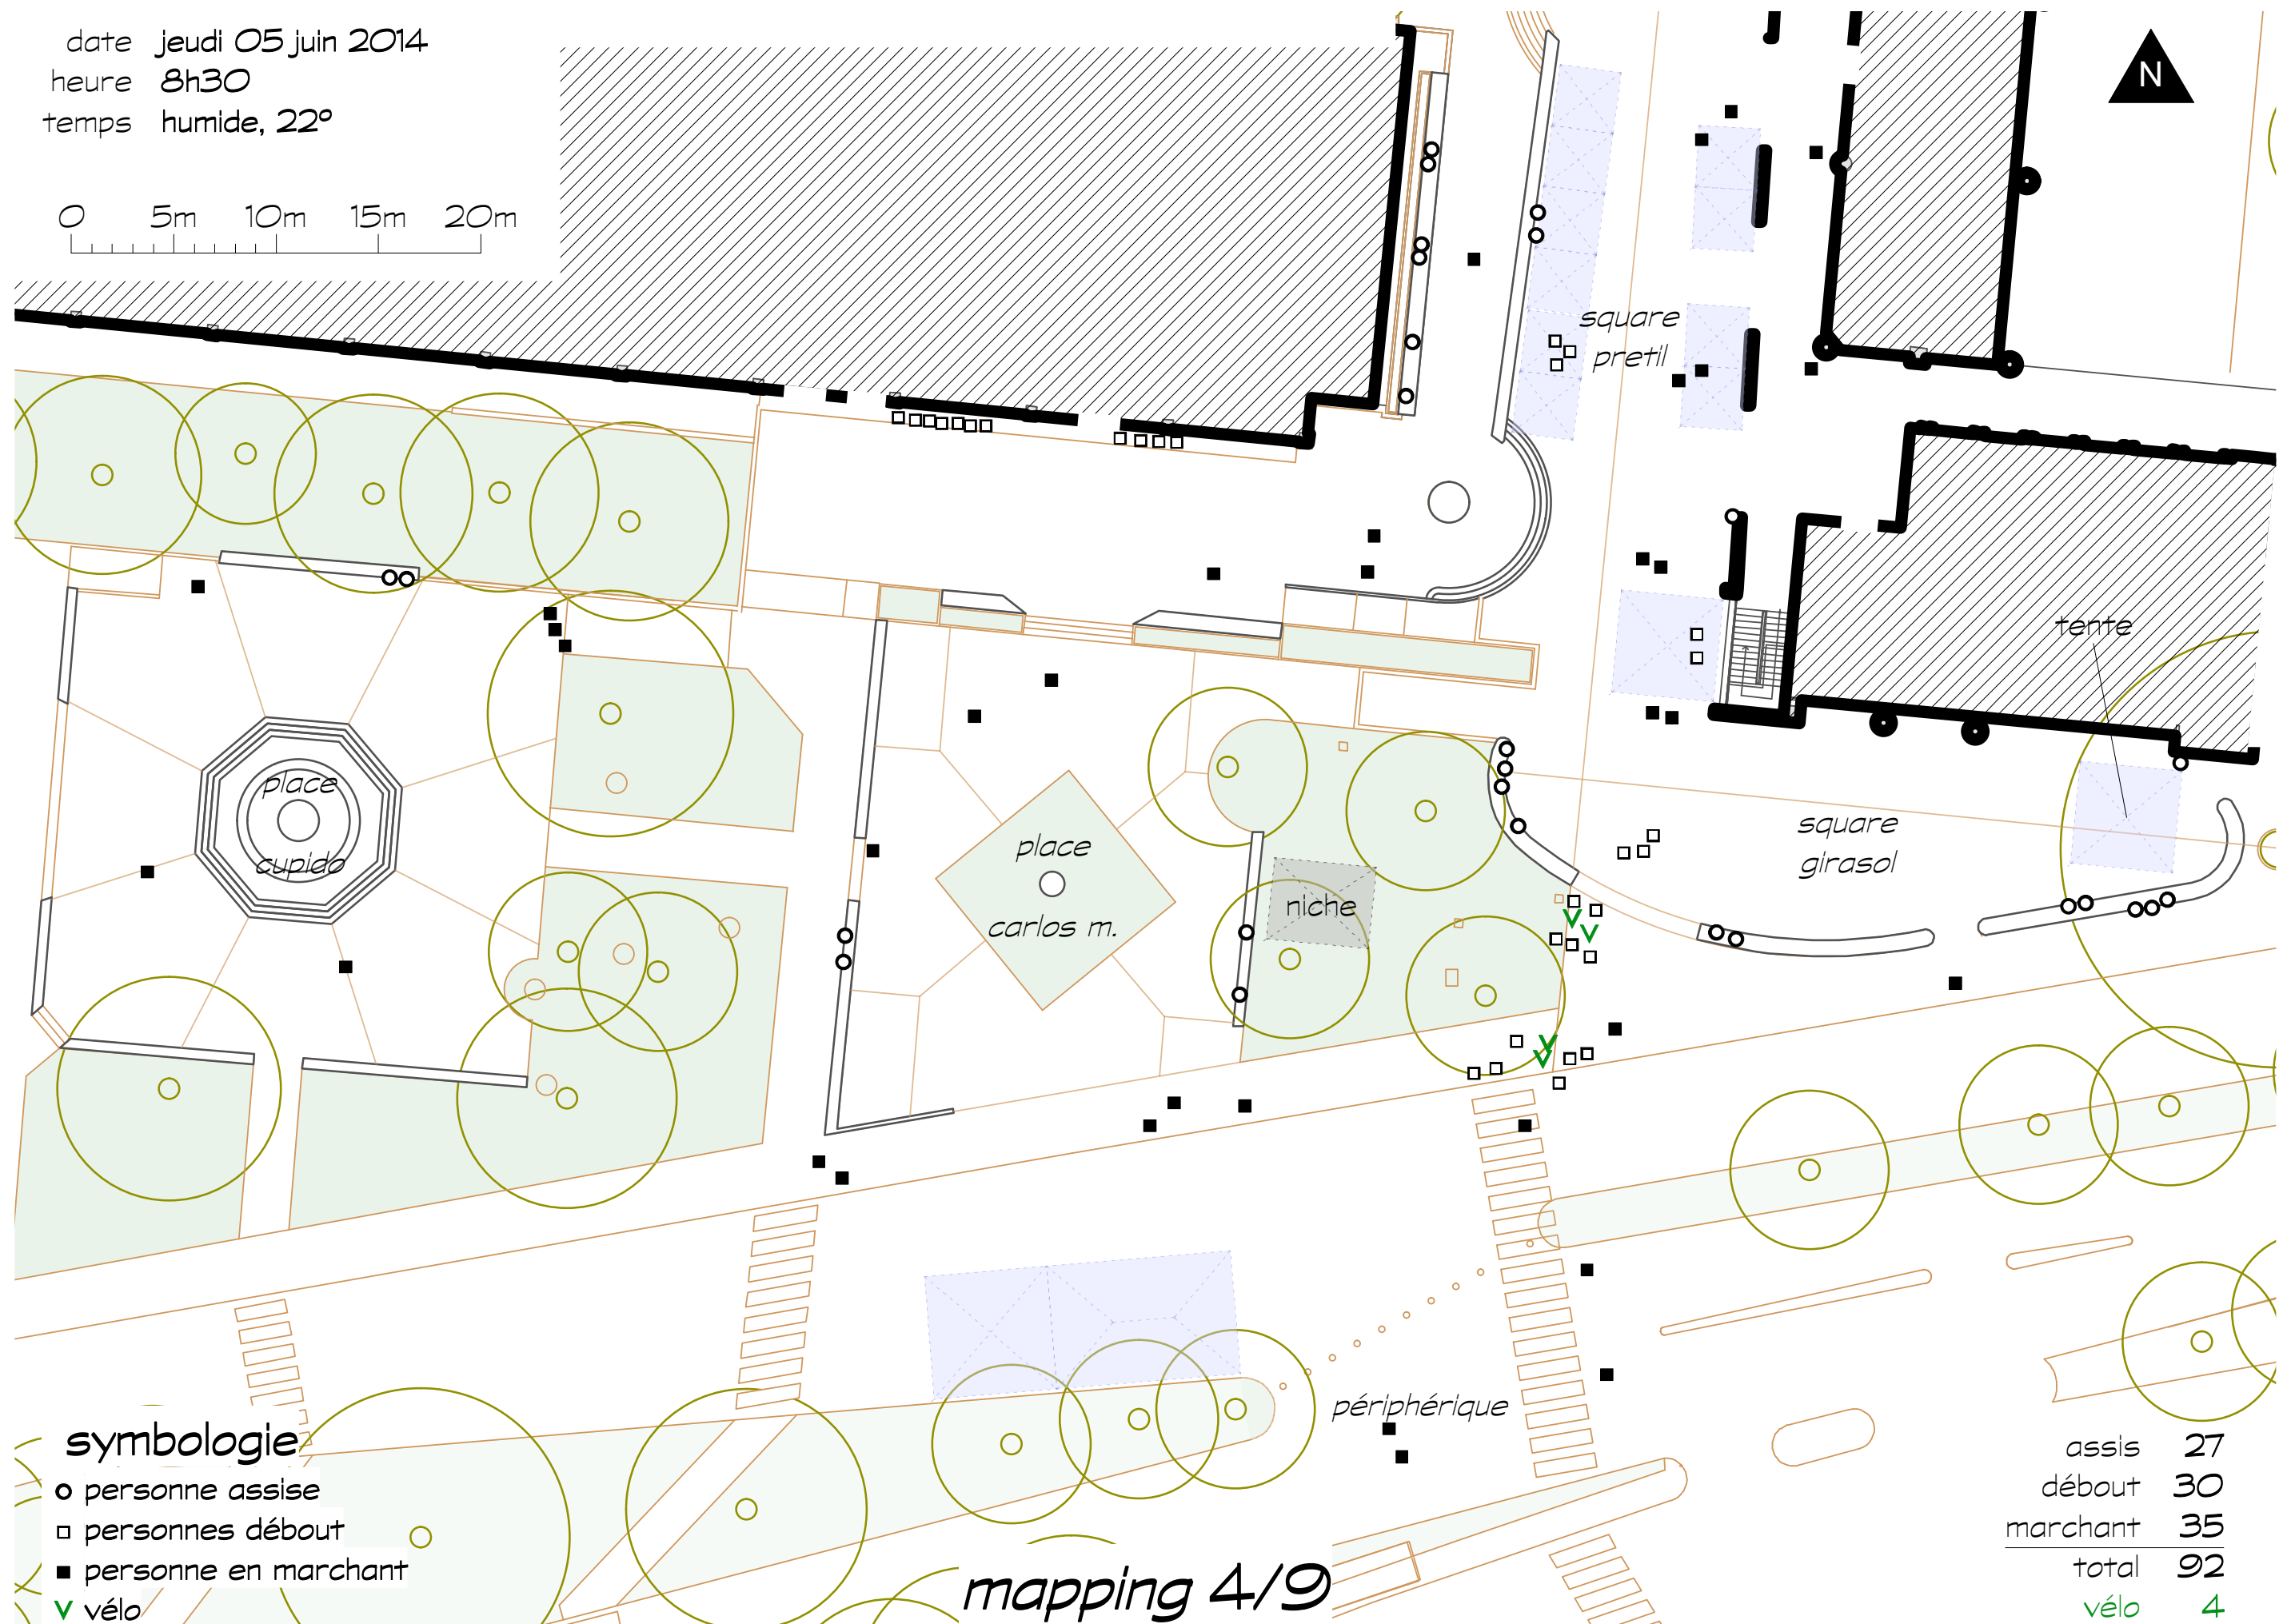 date jeudi 05 juin 2014
heure 8h30
temps humide, 22º
N
0 5m 10m 15m 20m
square
pretil
tente
place
cupido
place
carlos m.
niche
square
girasol
périphérique
symbologie
personne assise
personnes débout
personne en marchant
vélo
mapping 4/9
assis 27
débout 30
marchant 35
total 92
vélo 4